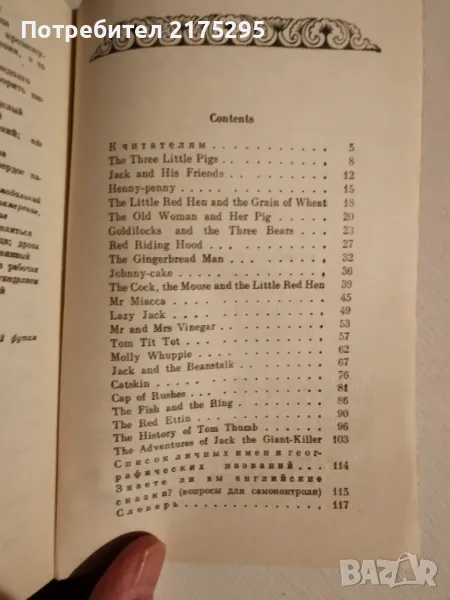 Потребител 2175295
Contents
К читателям 5
The Three Little Pigs 8
Jack and His Friends 12
Henny-penny 15
The Little Red Hen and the Grain of Wheat 18
The Old Woman and Her Pig 20
Goldilocks and the Three Bears 23
Red Riding Hood 27
The Gingerbread Man 32
Johnny-cake 36
The Cock, the Mouse and the Little Red Hen 39
Mr Miacca 45
Lazy Jack 49
Mr and Mrs Vinegar 53
Tom Tit Tot 57
Molly Whuppie 62
Jack and the Beanstalk 67
Catskin 76
Cap of Rushes 81
The Fish and the Ring 86
The Red Ettin 90
The History of Tom Thumb 96
The Adventures of Jack the Giant-Killer 103
Список личных имен и геог-
рафических названий 114
Знаете ли вы английские
сказки? (вопросы для самоконтроля) 115
Словарь 117
BAZAR